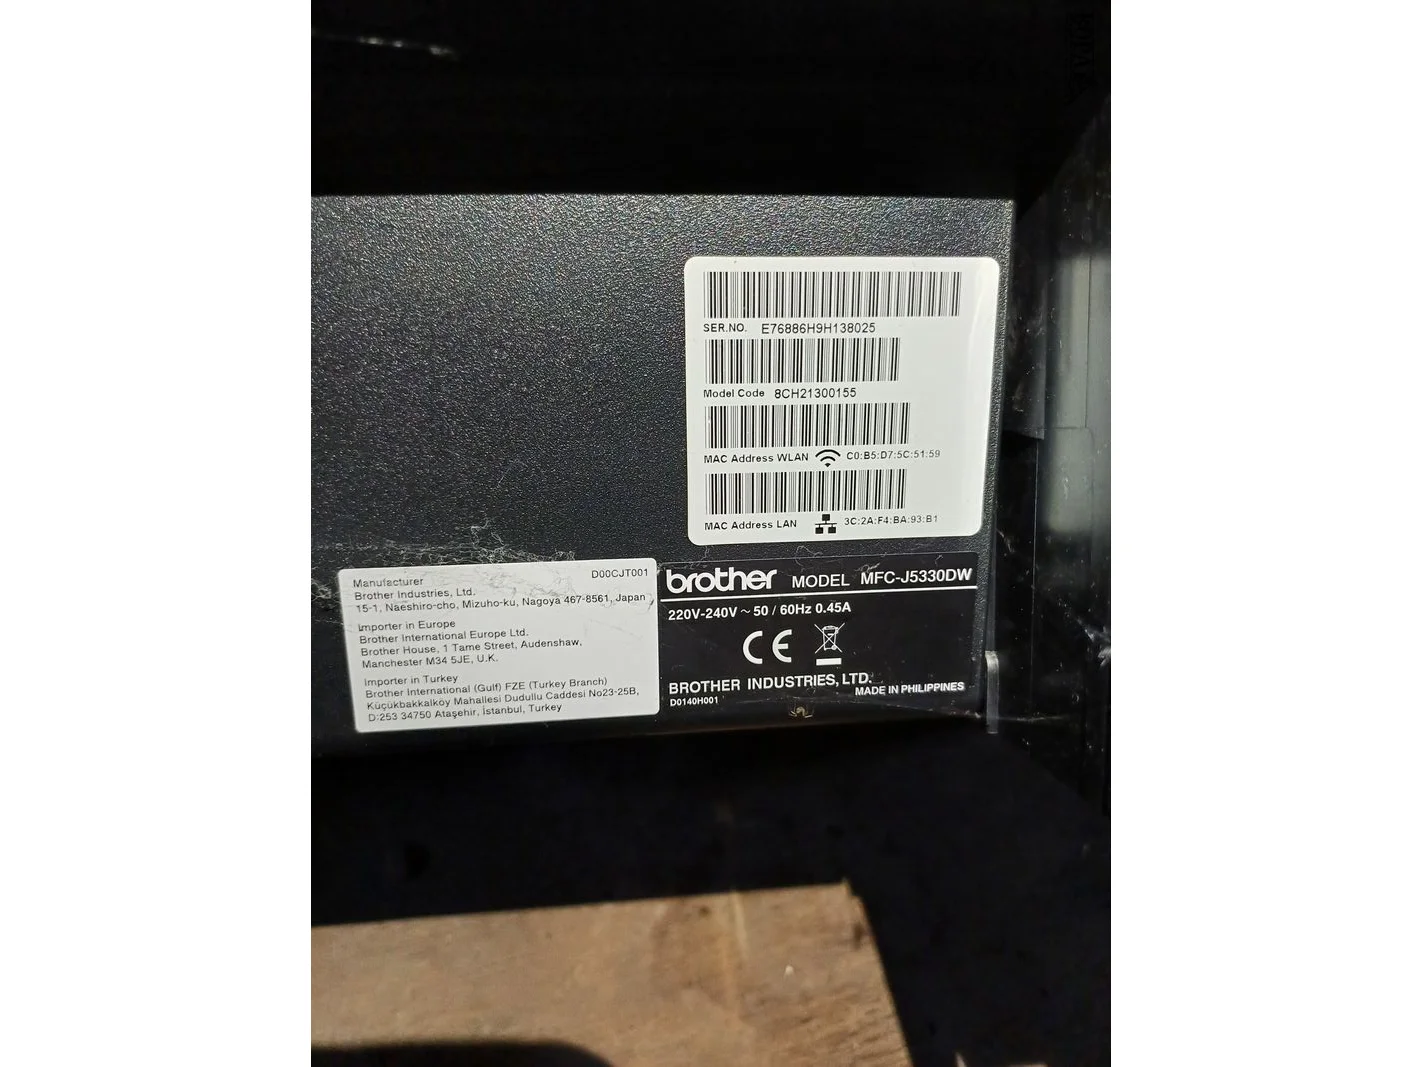 SER.NO. E76886H9H138025
Model Code 8CH21300155
MAC Address WLAN C0:B5:D7:5C:51:59
MAC Address LAN 3C:2A:F4:BA:93:B1
Manufacturer D00CJT001
Brother Industries, Ltd.
15-1, Naeshiro-cho, Mizuho-ku, Nagoya 467-8561, Japan
Importer in Europe
Brother International Europe Ltd.
Brother House, 1 Tame Street, Audenshaw,
Manchester M34 5JE, U.K.
Importer in Turkey
Brother International (Gulf) FZE (Turkey Branch)
Küçükbakkalköy Mahallesi Dudullu Caddesi No23-25B,
D:253 34750 Ataşehir, İstanbul, Turkey
brother MODEL MFC-J5330DW
220V-240V ~ 50 / 60Hz 0.45A
CE
BROTHER INDUSTRIES, LTD.
D0140H001
MADE IN PHILIPPINES